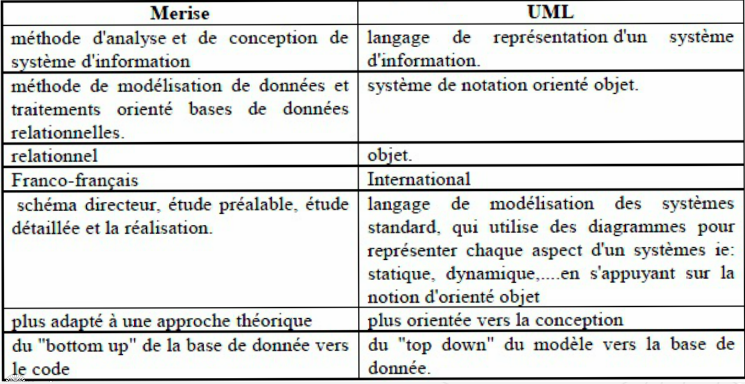 Merise
UML
méthode d'analyse et de conception de
système d'information
langage de représentation d'un système
d'information.
méthode de modélisation de données et
traitements orienté bases de données
relationnelles.
système de notation orienté objet.
relationnel
objet.
Franco-français
International
schéma directeur, étude préalable, étude
détaillée et la réalisation.
langage de modélisation des systèmes
standard, qui utilise des diagrammes pour
représenter chaque aspect d'un systèmes ie:
statique, dynamique,....en s'appuyant sur la
notion d'orienté objet
plus adapté à une approche théorique
plus orientée vers la conception
du "bottom up" de la base de donnée vers
le code
du "top down" du modèle vers la base de
donnée.